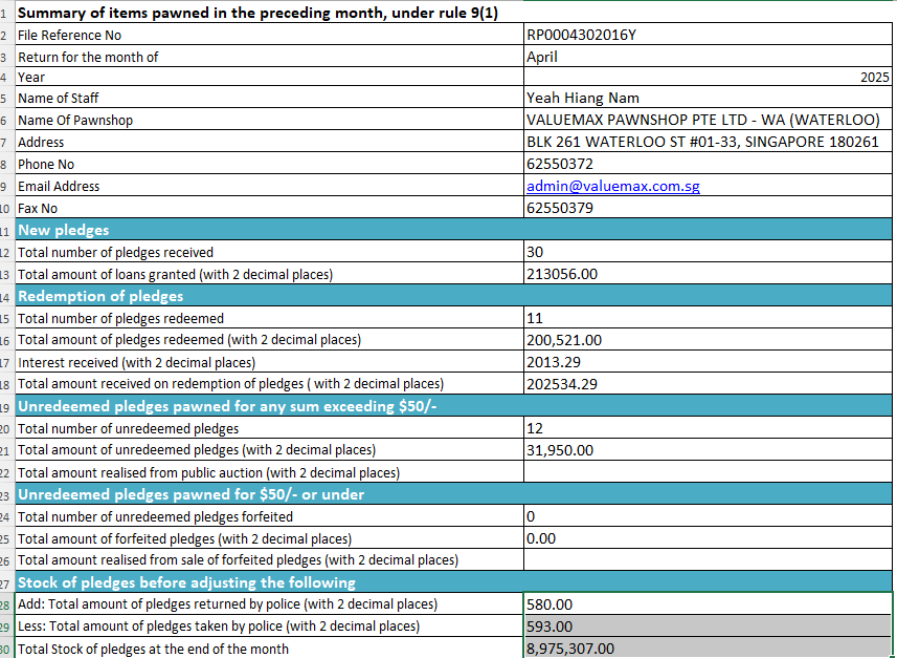 1 Summary of items pawned in the preceding month, under rule 9(1)
2 File Reference No RP0004302016Y
3 Return for the month of April
4 Year 2025
5 Name of Staff Yeah Hiang Nam
6 Name Of Pawnshop VALUEMAX PAWNSHOP PTE LTD - WA (WATERLOO)
7 Address BLK 261 WATERLOO ST #01-33, SINGAPORE 180261
8 Phone No 62550372
9 Email Address admin@valuemax.com.sg
10 Fax No 62550379
11 New pledges
12 Total number of pledges received 30
13 Total amount of loans granted (with 2 decimal places) 213056.00
14 Redemption of pledges
15 Total number of pledges redeemed 11
16 Total amount of pledges redeemed (with 2 decimal places) 200,521.00
17 Interest received (with 2 decimal places) 2013.29
18 Total amount received on redemption of pledges ( with 2 decimal places) 202534.29
19 Unredeemed pledges pawned for any sum exceeding $50/-
20 Total number of unredeemed pledges 12
21 Total amount of unredeemed pledges (with 2 decimal places) 31,950.00
22 Total amount realised from public auction (with 2 decimal places)
23 Unredeemed pledges pawned for $50/- or under
24 Total number of unredeemed pledges forfeited 0
25 Total amount of forfeited pledges (with 2 decimal places) 0.00
26 Total amount realised from sale of forfeited pledges (with 2 decimal places)
27 Stock of pledges before adjusting the following
28 Add: Total amount of pledges returned by police (with 2 decimal places) 580.00
29 Less: Total amount of pledges taken by police (with 2 decimal places) 593.00
30 Total Stock of pledges at the end of the month 8,975,307.00